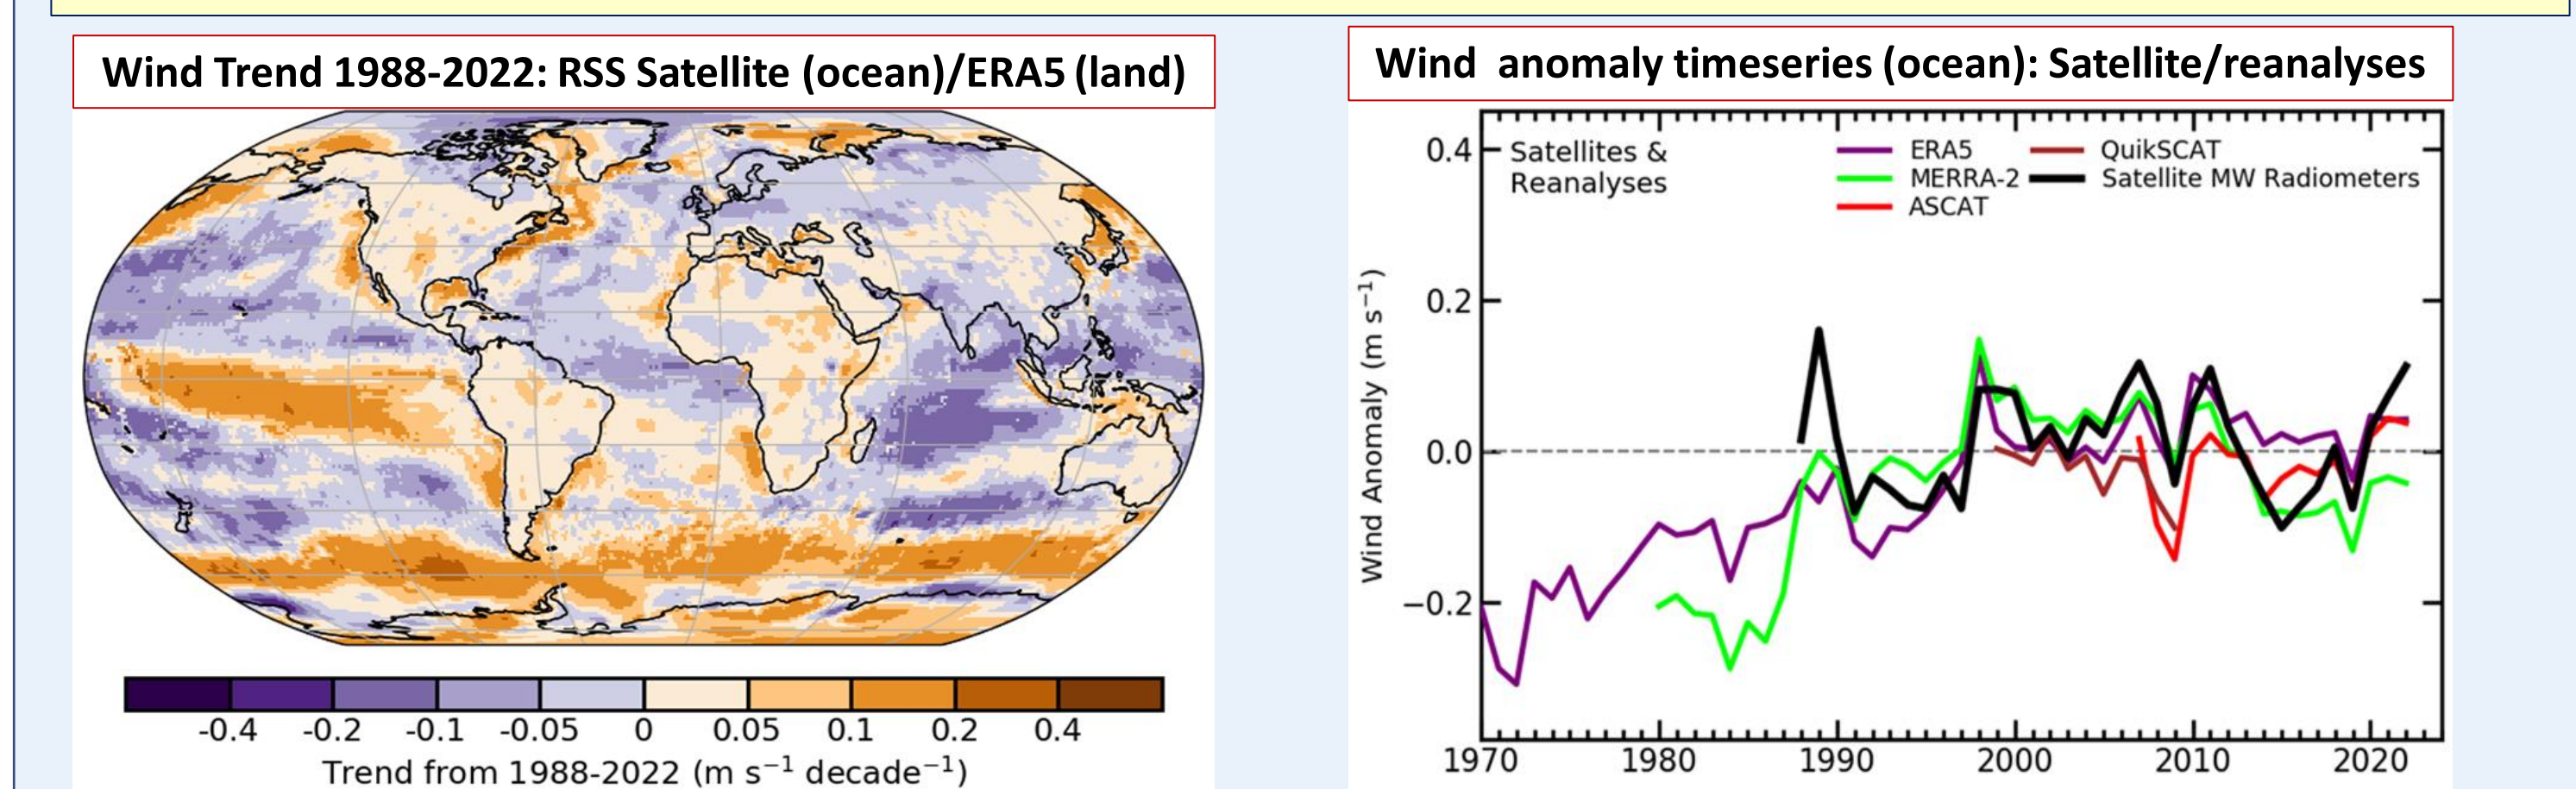 Wind Trend 1988-2022: RSS Satellite (ocean)/ERA5 (land)
-0.4 -0.2 -0.1 -0.05 0 0.05 0.1 0.2 0.4
Trend from 1988-2022 (m s⁻¹ decade⁻¹)
Wind anomaly timeseries (ocean): Satellite/reanalyses
Satellites &
Reanalyses
ERA5
MERRA-2
ASCAT
QuikSCAT
Satellite MW Radiometers
Wind Anomaly (m s⁻¹)
0.4
0.2
0.0
−0.2
1970 1980 1990 2000 2010 2020